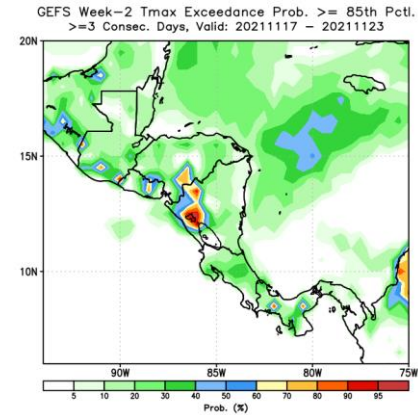 GEFS Week-2 Tmax Exceedance Prob. >= 85th Pctl.
>=3 Consec. Days, Valid: 20211117 - 20211123
20N
15N
10N
90W 85W 80W 75W
5 10 20 30 40 50 60 70 80 90 95
Prob. (%)